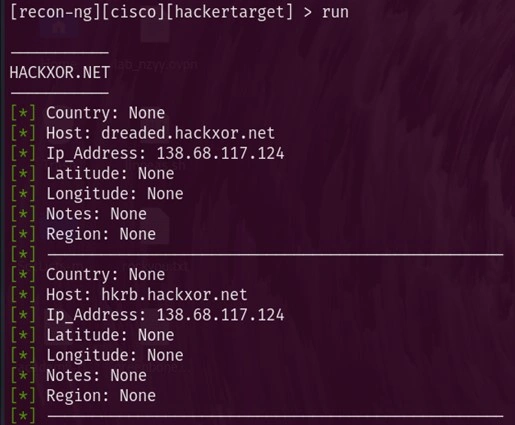 [recon-ng][cisco][hackertarget] > run
-----------
HACKXOR.NET
-----------
[*] Country: None
[*] Host: dreaded.hackxor.net
[*] Ip_Address: 138.68.117.124
[*] Latitude: None
[*] Longitude: None
[*] Notes: None
[*] Region: None
[*] --------------------------------------------------
[*] Country: None
[*] Host: hkrb.hackxor.net
[*] Ip_Address: 138.68.117.124
[*] Latitude: None
[*] Longitude: None
[*] Notes: None
[*] Region: None
[*] --------------------------------------------------